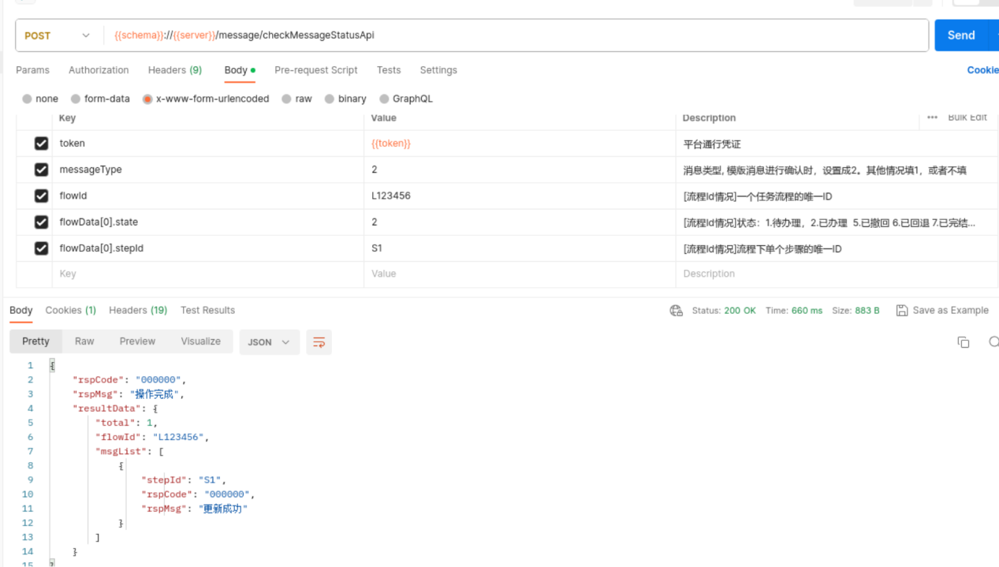 POST {{schema}}://{{server}}/message/checkMessageStatusApi Send
Params Authorization Headers (9) Body Pre-request Script Tests Settings Cookie
none form-data x-www-form-urlencoded raw binary GraphQL
Key Value Description ••• Bulk Edit
token {{token}} 平台通行凭证
messageType 2 消息类型, 模版消息进行确认时，设置成2。其他情况填1，或者不填
flowId L123456 [流程Id情况]一个任务流程的唯一ID
flowData[0].state 2 [流程Id情况]状态：1.待办理，2.已办理 5.已撤回 6.已回退 7.已完结...
flowData[0].stepId S1 [流程Id情况]流程下单个步骤的唯一ID
Key Value Description
Body Cookies (1) Headers (19) Test Results Status: 200 OK Time: 660 ms Size: 883 B Save as Example
Pretty Raw Preview Visualize JSON
1 {
2 "rspCode": "000000",
3 "rspMsg": "操作完成",
4 "resultData": {
5 "total": 1,
6 "flowId": "L123456",
7 "msgList": [
8 {
9 "stepId": "S1",
10 "rspCode": "000000",
11 "rspMsg": "更新成功"
12 }
13 ]
14 }
15 }